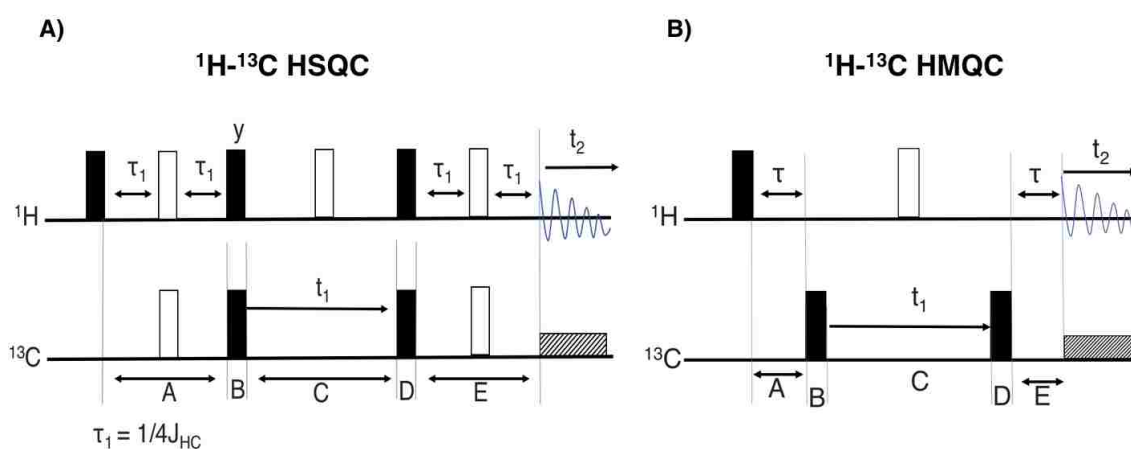 A)
¹H-¹³C HSQC
y
τ₁ τ₁ τ₁ τ₁ t₂
¹H
t₁
¹³C
A B C D E
τ₁ = 1/4J_HC
B)
¹H-¹³C HMQC
τ τ t₂
¹H
t₁
¹³C
A B C D E